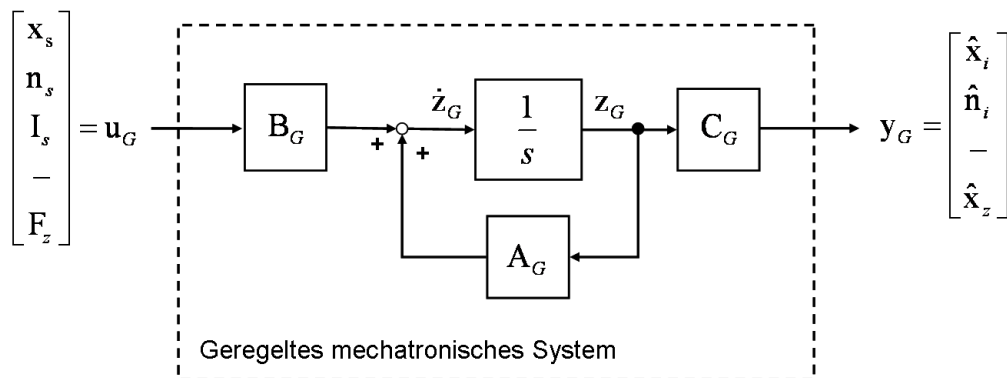 x_s
n_s
I_s
–
F_z
= u_G
B_G
+
+
ż_G
1
s
z_G
C_G
A_G
y_G =
x̂_i
n̂_i
–
x̂_z
Geregeltes mechatronisches System